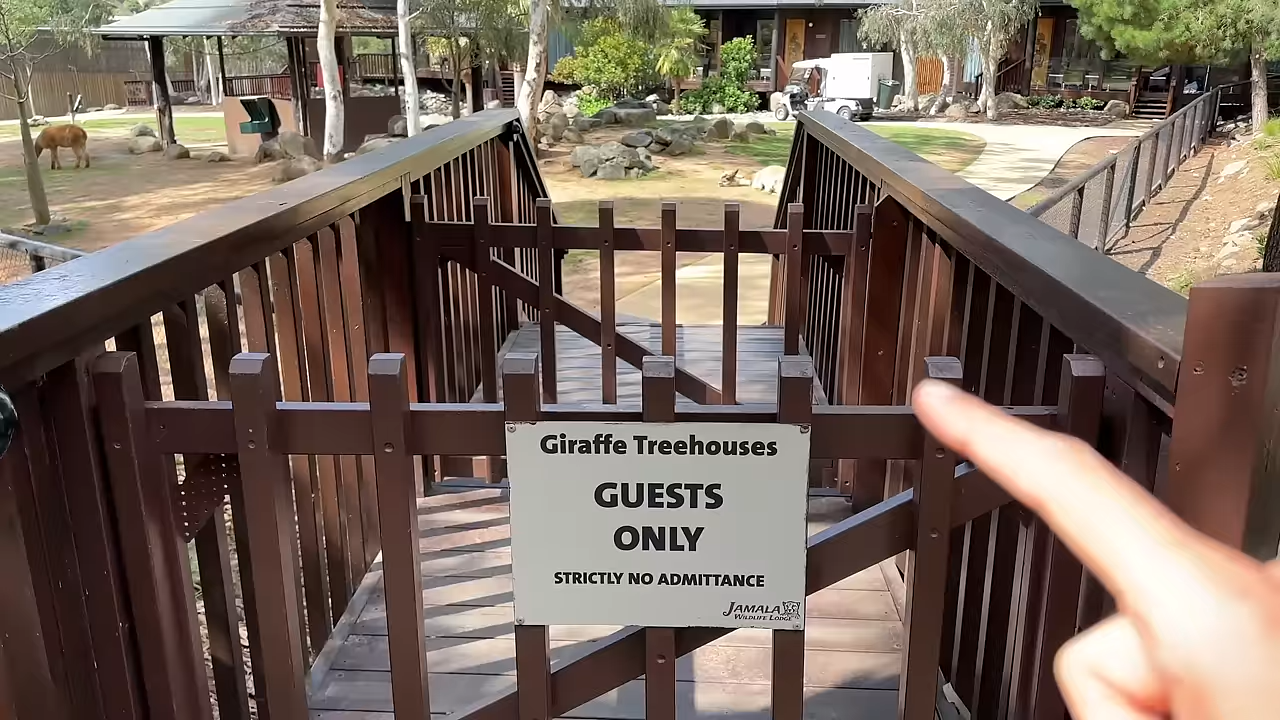 Giraffe Treehouses
GUESTS
ONLY
STRICTLY NO ADMITTANCE
JAMALA
WILDLIFE LODGE